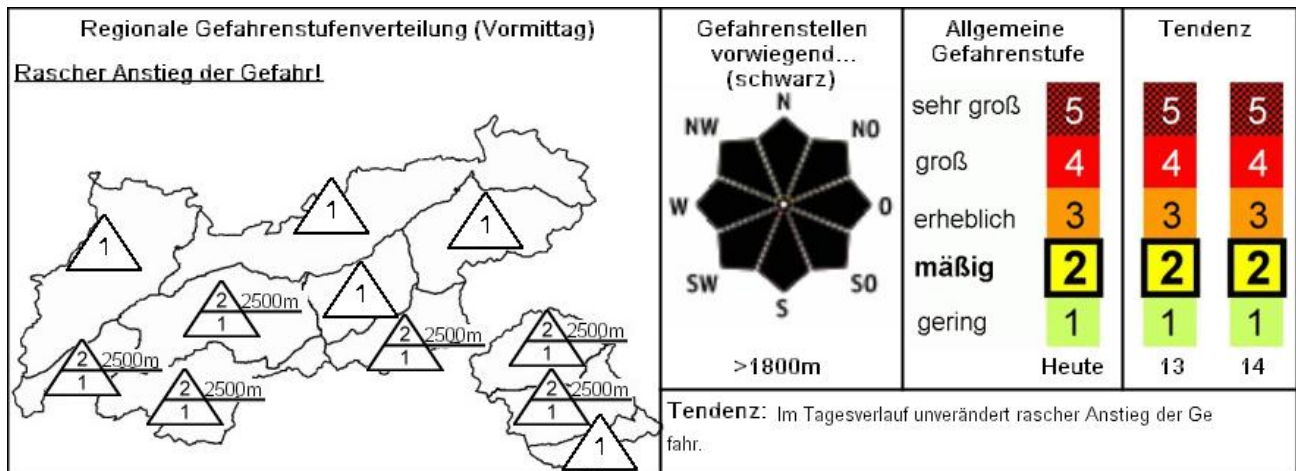 Regionale Gefahrenstufenverteilung (Vormittag)
Rascher Anstieg der Gefahr!
1
1
1
1
2 2500m
1
2 2500m
1
2 2500m
1
2 2500m
1
2 2500m
1
2 2500m
1
1
Gefahrenstellen
vorwiegend...
(schwarz)
N
NW NO
W O
SW SO
S
>1800m
Allgemeine
Gefahrenstufe
sehr groß 5
groß 4
erheblich 3
mäßig 2
gering 1
Heute
Tendenz
5 5
4 4
3 3
2 2
1 1
13 14
Tendenz: Im Tagesverlauf unverändert rascher Anstieg der Ge
fahr.